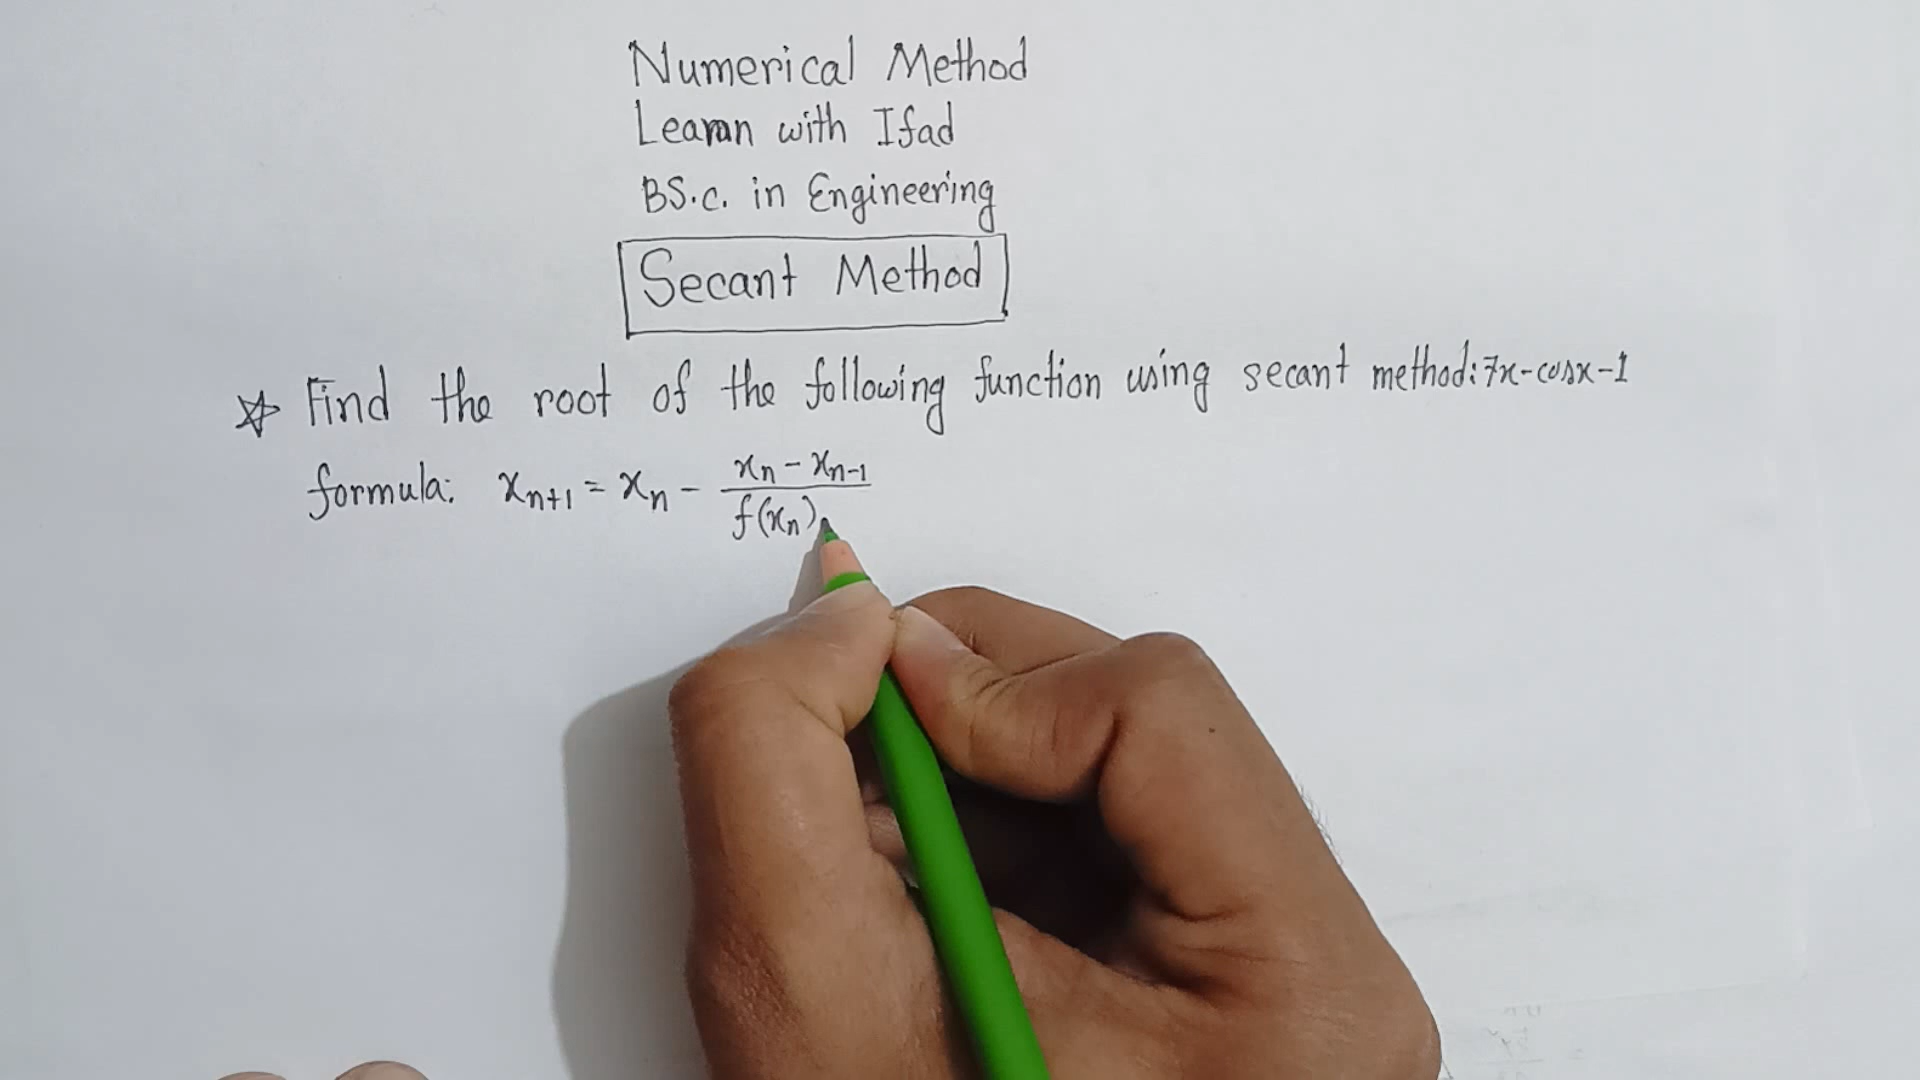 Numerical Method
Learn with Ifad
BS.c. in Engineering
Secant Method
☆ Find the root of the following function using secant method: 7x-cosx-1
formula: xₙ₊₁ = xₙ - (xₙ - xₙ₋₁) / f(xₙ)